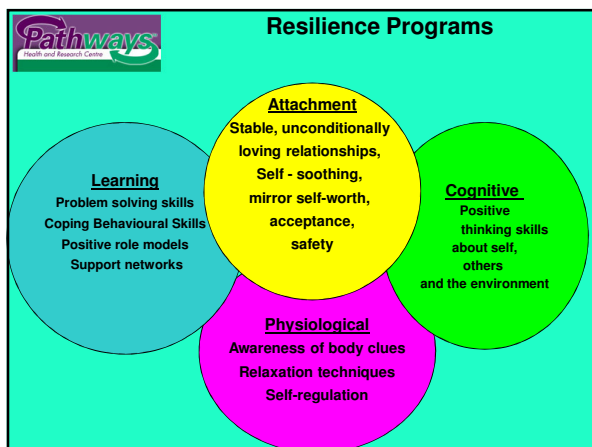 Pathways
Health and Research Centre
Resilience Programs
Attachment
Stable, unconditionally
loving relationships,
Self - soothing,
mirror self-worth,
acceptance,
safety
Learning
Problem solving skills
Coping Behavioural Skills
Positive role models
Support networks
Cognitive
Positive
thinking skills
about self,
others
and the environment
Physiological
Awareness of body clues
Relaxation techniques
Self-regulation